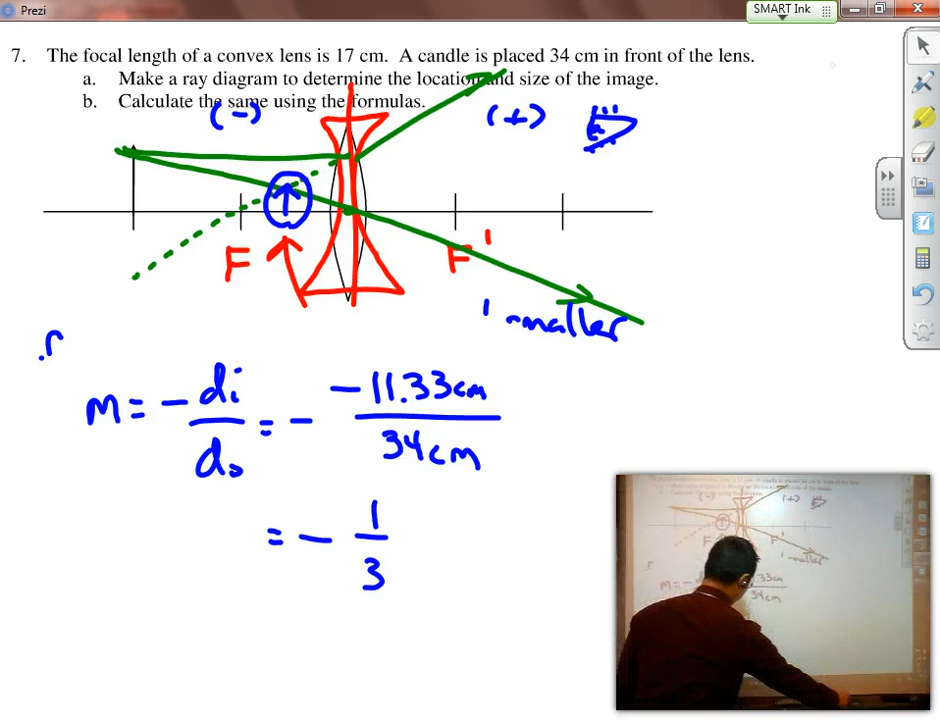 Prezi
SMART Ink
7. The focal length of a convex lens is 17 cm. A candle is placed 34 cm in front of the lens.
a. Make a ray diagram to determine the location and size of the image.
b. Calculate the same using the formulas.
(-) (+)
F F'
smaller
M = - di/do = - -11.33cm/34cm
= - 1/3